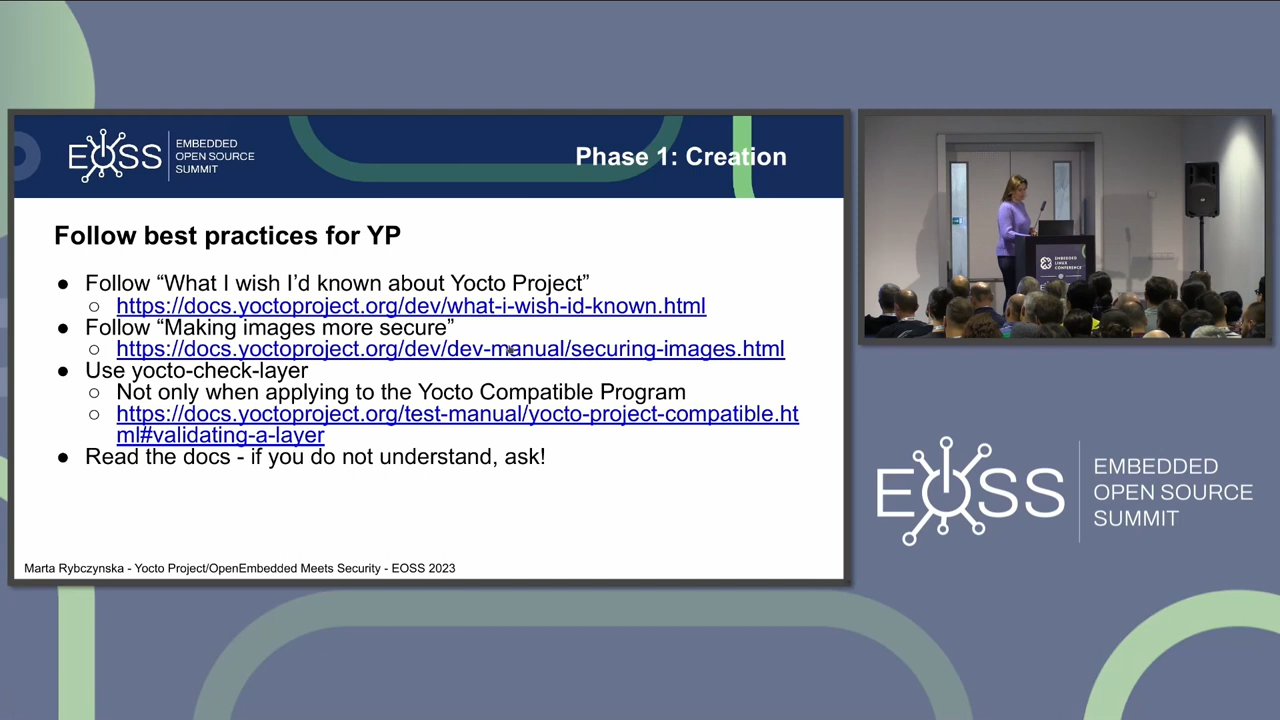 EOSS
EMBEDDED
OPEN SOURCE
SUMMIT
Phase 1: Creation
Follow best practices for YP
● Follow “What I wish I’d known about Yocto Project”
○ https://docs.yoctoproject.org/dev/what-i-wish-id-known.html
● Follow “Making images more secure”
○ https://docs.yoctoproject.org/dev/dev-manual/securing-images.html
● Use yocto-check-layer
○ Not only when applying to the Yocto Compatible Program
○ https://docs.yoctoproject.org/test-manual/yocto-project-compatible.ht
ml#validating-a-layer
● Read the docs - if you do not understand, ask!
Marta Rybczynska - Yocto Project/OpenEmbedded Meets Security - EOSS 2023
EMBEDDED
LINUX
CONFERENCE
EOSS
EMBEDDED
OPEN SOURCE
SUMMIT